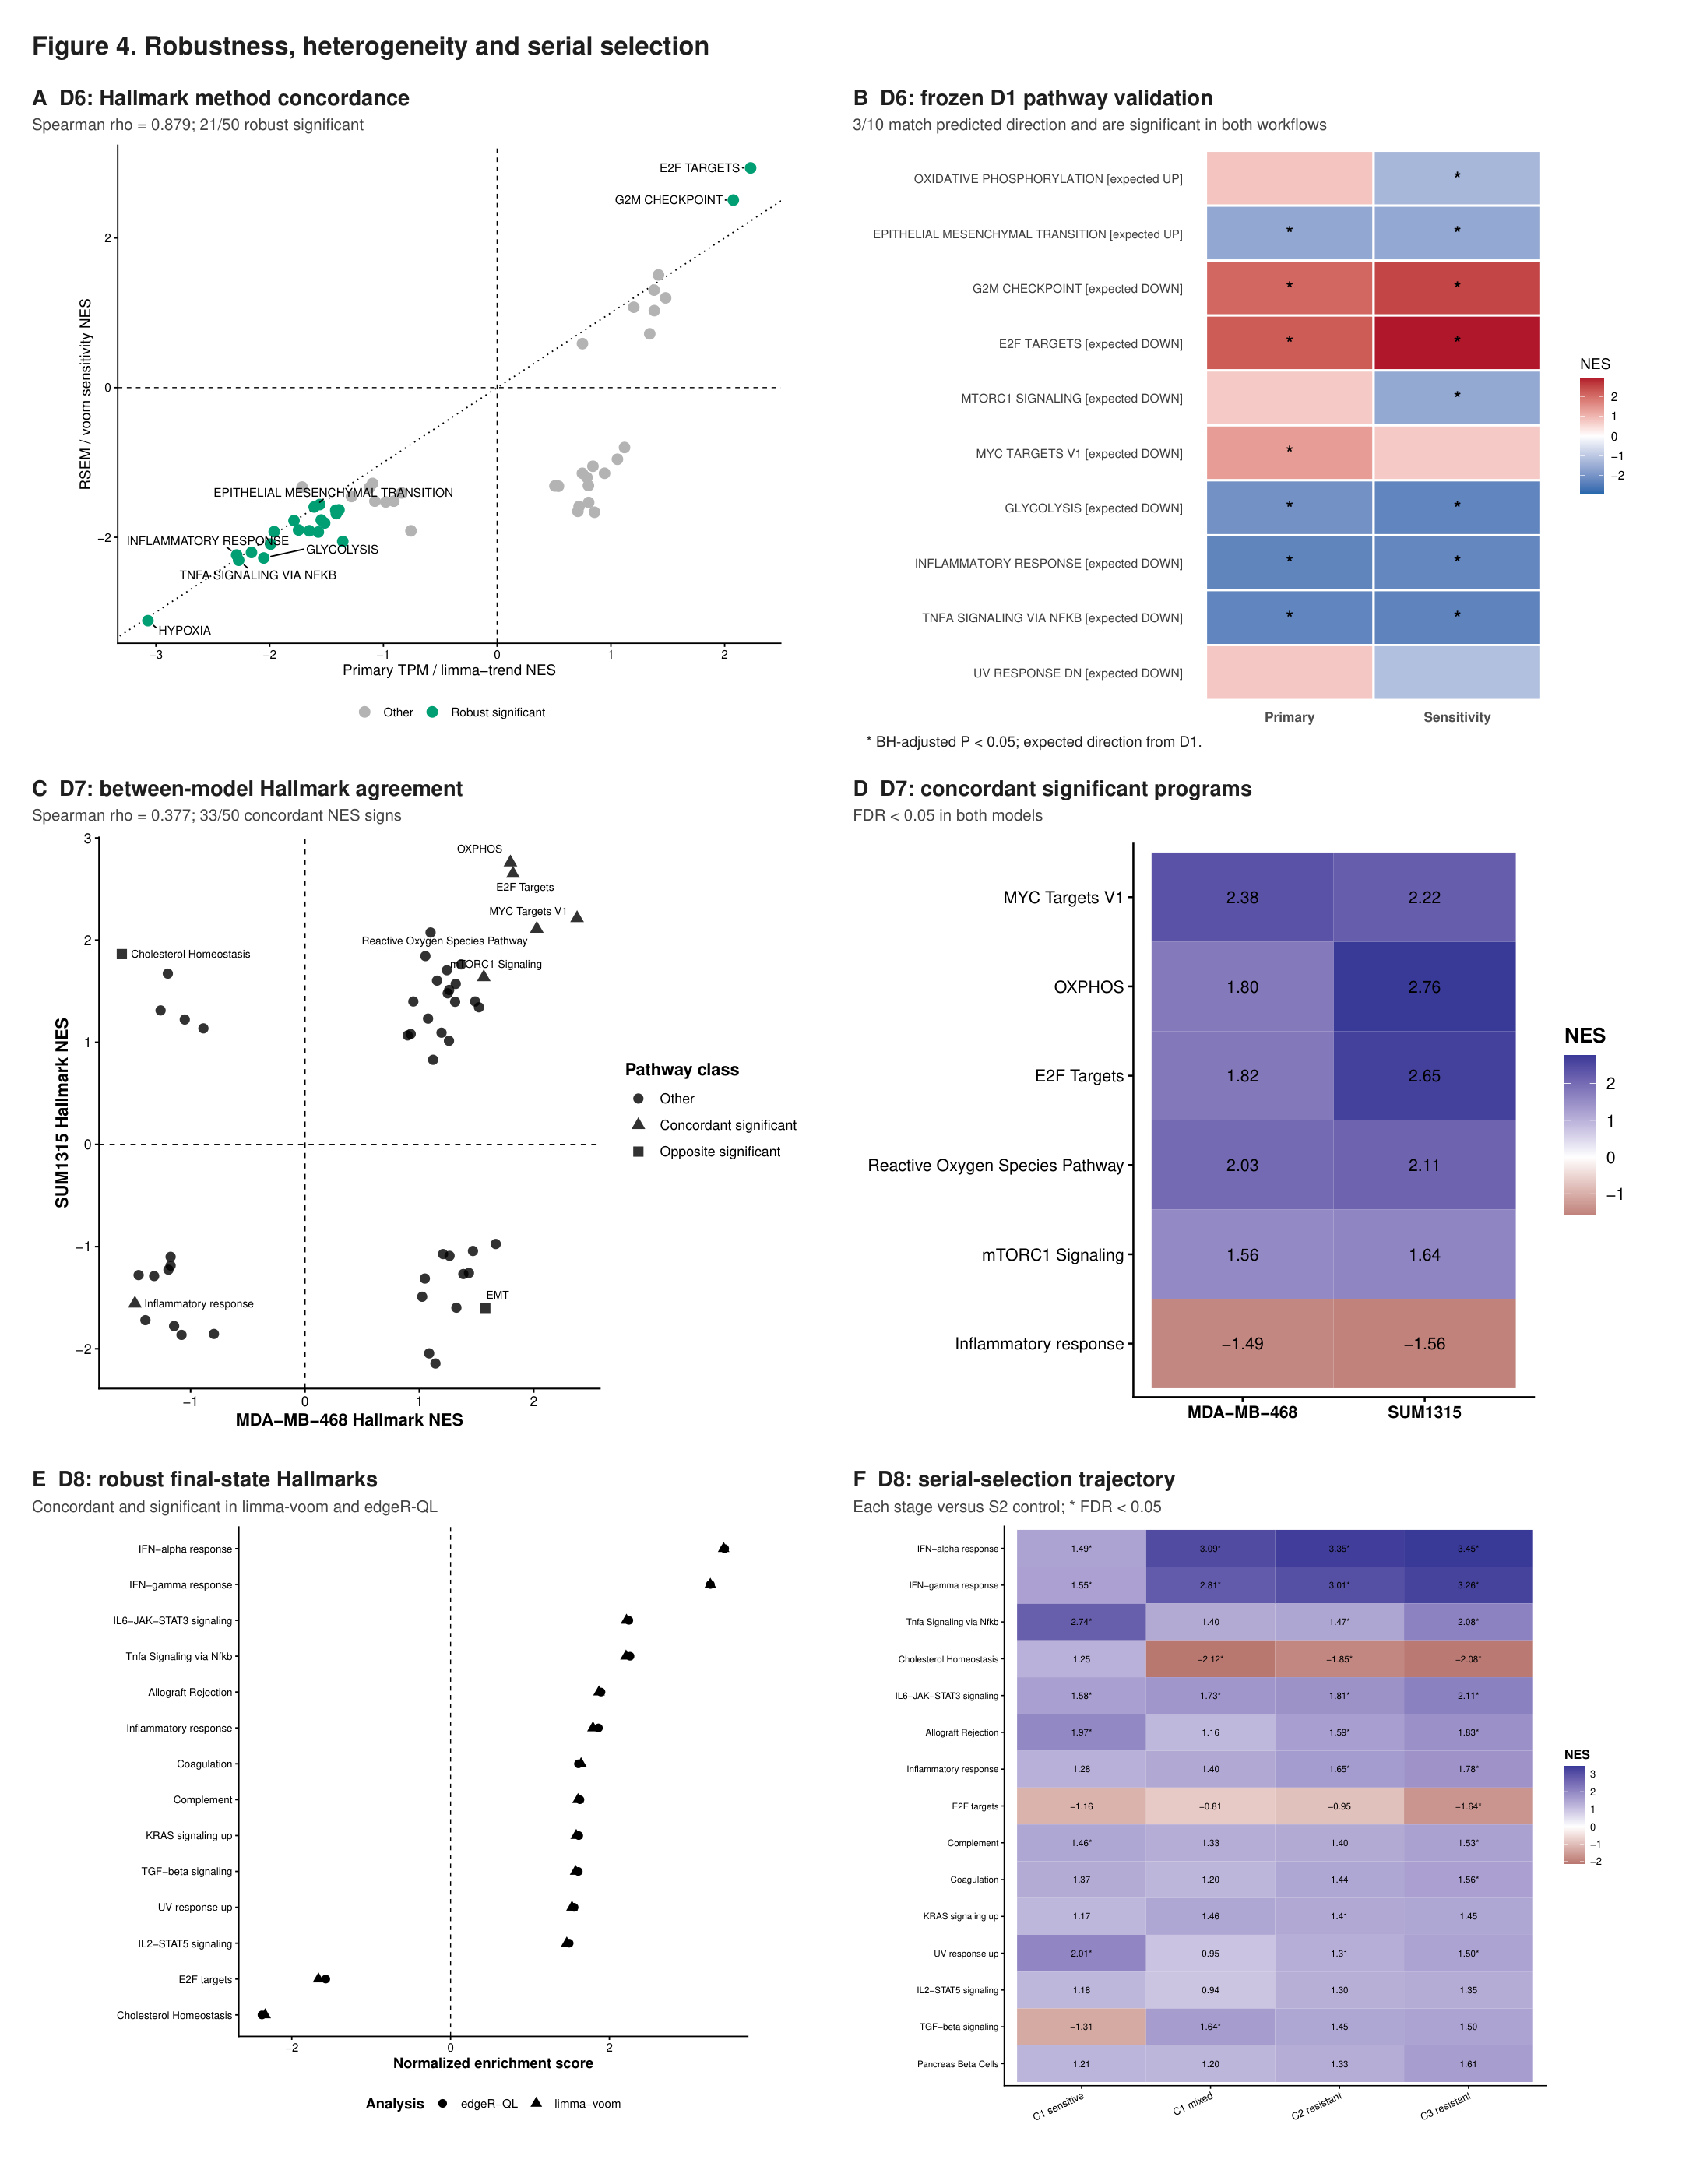 Figure 4. Robustness, heterogeneity and serial selection
A D6: Hallmark method concordance
Spearman rho = 0.879; 21/50 robust significant
E2F TARGETS
G2M CHECKPOINT
EPITHELIAL MESENCHYMAL TRANSITION
INFLAMMATORY RESPONSE
GLYCOLYSIS
TNFA SIGNALING VIA NFKB
HYPOXIA
RSEM / voom sensitivity NES
2
0
−2
−3 −2 −1 0 1 2
Primary TPM / limma−trend NES
Other Robust significant
B D6: frozen D1 pathway validation
3/10 match predicted direction and are significant in both workflows
OXIDATIVE PHOSPHORYLATION [expected UP] *
EPITHELIAL MESENCHYMAL TRANSITION [expected UP] * *
G2M CHECKPOINT [expected DOWN] * *
E2F TARGETS [expected DOWN] * *
MTORC1 SIGNALING [expected DOWN] *
MYC TARGETS V1 [expected DOWN] *
GLYCOLYSIS [expected DOWN] * *
INFLAMMATORY RESPONSE [expected DOWN] * *
TNFA SIGNALING VIA NFKB [expected DOWN] * *
UV RESPONSE DN [expected DOWN]
Primary Sensitivity
* BH-adjusted P < 0.05; expected direction from D1.
NES
2
1
0
−1
−2
C D7: between-model Hallmark agreement
Spearman rho = 0.377; 33/50 concordant NES signs
OXPHOS
E2F Targets
MYC Targets V1
Reactive Oxygen Species Pathway
Cholesterol Homeostasis
mTORC1 Signaling
EMT
Inflammatory response
SUM1315 Hallmark NES
3
2
1
0
−1
−2
−1 0 1 2
MDA−MB−468 Hallmark NES
Pathway class
Other
Concordant significant
Opposite significant
D D7: concordant significant programs
FDR < 0.05 in both models
MYC Targets V1 2.38 2.22
OXPHOS 1.80 2.76
E2F Targets 1.82 2.65
Reactive Oxygen Species Pathway 2.03 2.11
mTORC1 Signaling 1.56 1.64
Inflammatory response −1.49 −1.56
MDA−MB−468 SUM1315
NES
2
1
0
−1
E D8: robust final-state Hallmarks
Concordant and significant in limma-voom and edgeR-QL
IFN−alpha response
IFN−gamma response
IL6−JAK−STAT3 signaling
Tnfa Signaling via Nfkb
Allograft Rejection
Inflammatory response
Coagulation
Complement
KRAS signaling up
TGF−beta signaling
UV response up
IL2−STAT5 signaling
E2F targets
Cholesterol Homeostasis
−2 0 2
Normalized enrichment score
Analysis edgeR−QL limma−voom
F D8: serial-selection trajectory
Each stage versus S2 control; * FDR < 0.05
IFN−alpha response 1.49* 3.09* 3.35* 3.45*
IFN−gamma response 1.55* 2.81* 3.01* 3.26*
Tnfa Signaling via Nfkb 2.74* 1.40 1.47* 2.08*
Cholesterol Homeostasis 1.25 −2.12* −1.85* −2.08*
IL6−JAK−STAT3 signaling 1.58* 1.73* 1.81* 2.11*
Allograft Rejection 1.97* 1.16 1.59* 1.83*
Inflammatory response 1.28 1.40 1.65* 1.78*
E2F targets −1.16 −0.81 −0.95 −1.64*
Complement 1.46* 1.33 1.40 1.53*
Coagulation 1.37 1.20 1.44 1.56*
KRAS signaling up 1.17 1.46 1.41 1.45
UV response up 2.01* 0.95 1.31 1.50*
IL2−STAT5 signaling 1.18 0.94 1.30 1.35
TGF−beta signaling −1.31 1.64* 1.45 1.50
Pancreas Beta Cells 1.21 1.20 1.33 1.61
C1 sensitive C1 mixed C2 resistant C3 resistant
NES
3
2
1
0
−1
−2